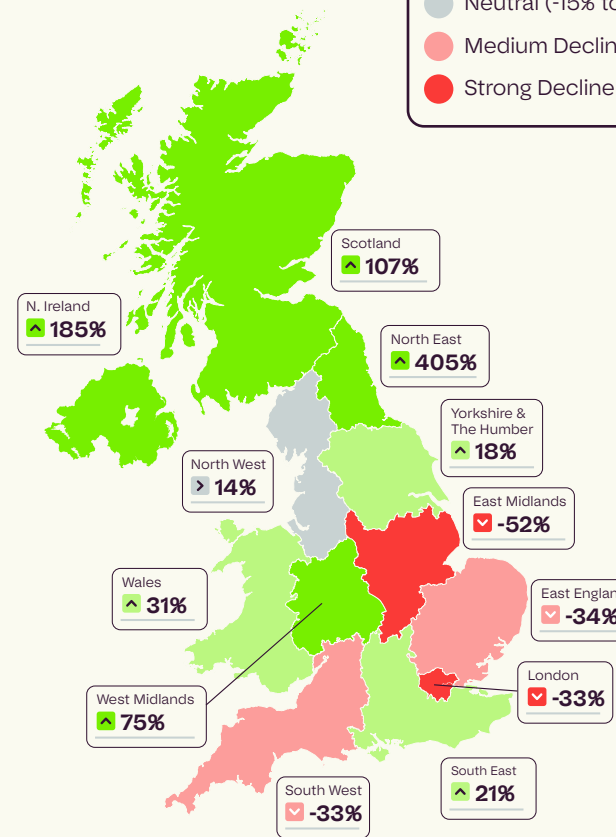 Neutral (-15% to
Medium Declin
Strong Decline
Scotland
107%
N. Ireland
185%
North East
405%
Yorkshire &
The Humber
18%
North West
14%
East Midlands
-52%
Wales
31%
East Englan
-34%
London
-33%
West Midlands
75%
South East
21%
South West
-33%